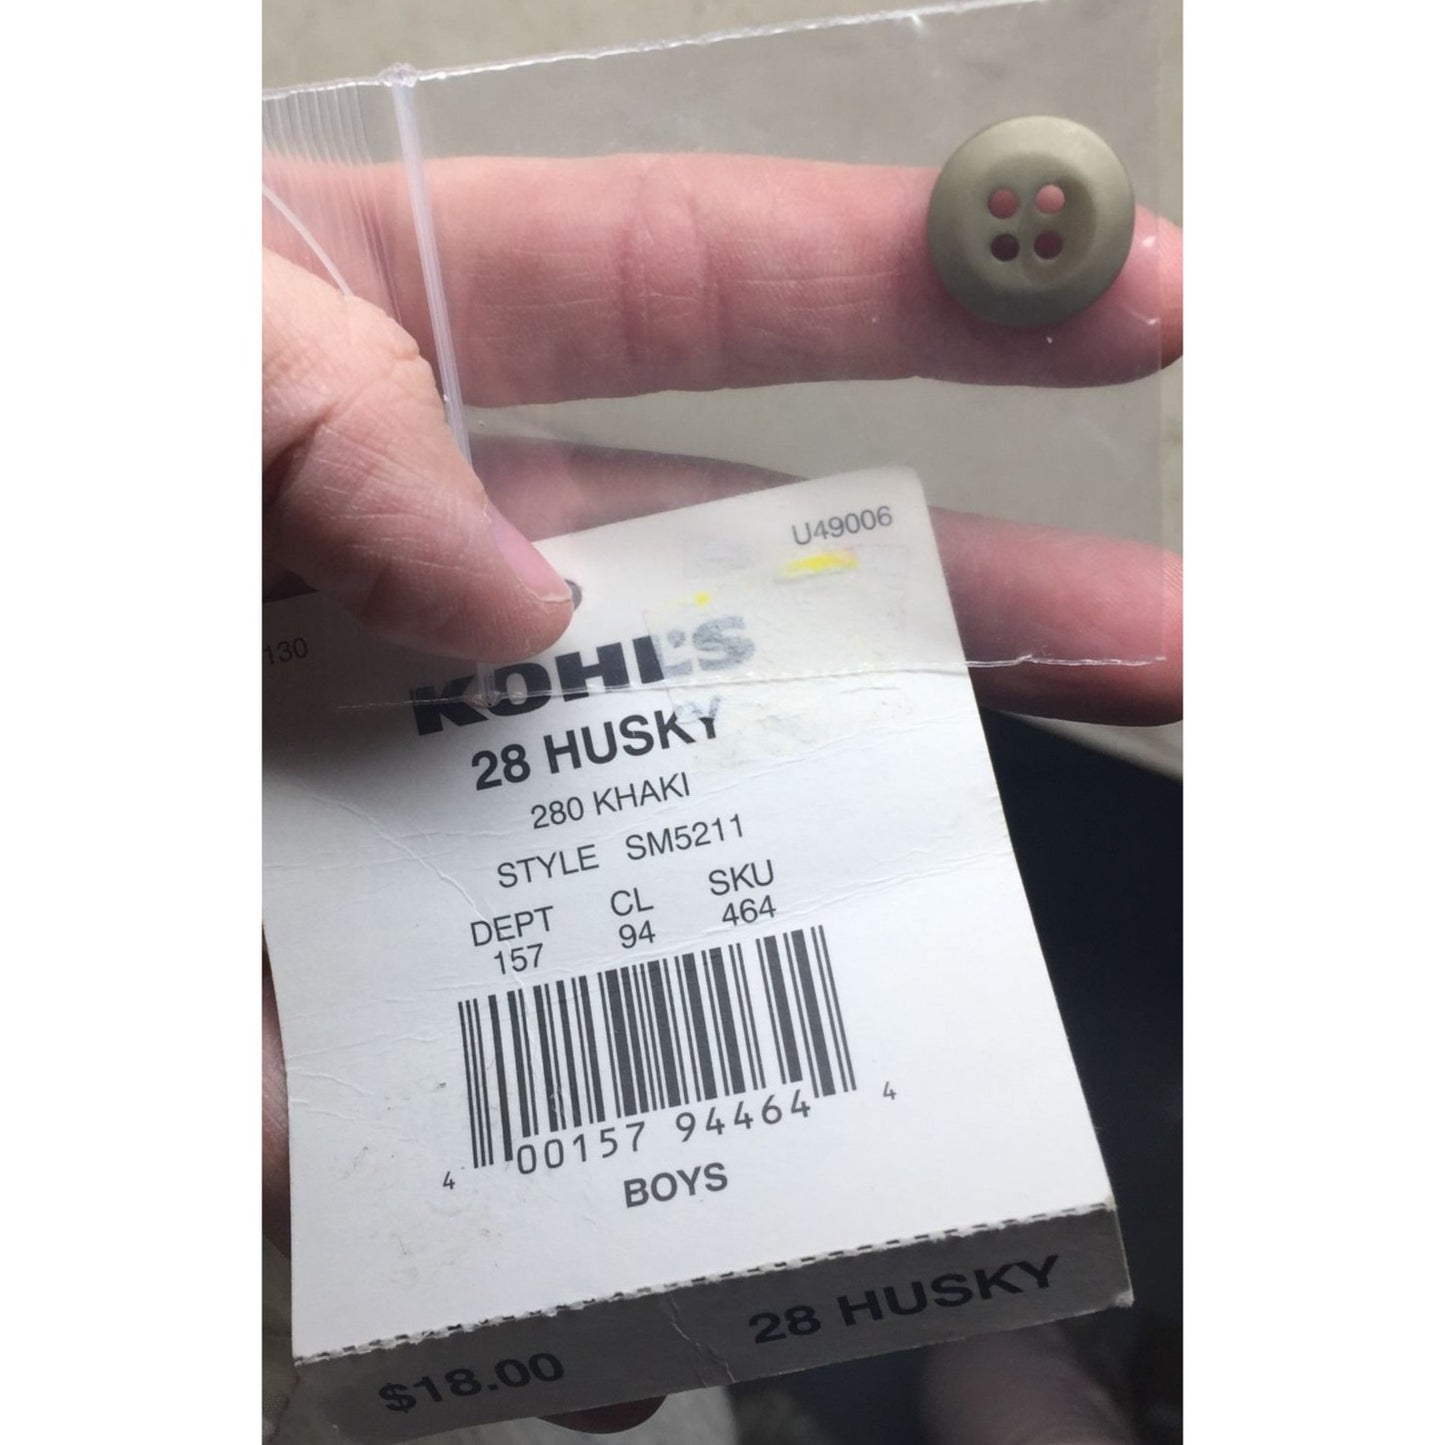 U49006
130
KOHL'S
28 HUSKY
280 KHAKI
STYLE SM5211
DEPT CL SKU
157 94 464
4 00157 94464 4
BOYS
$18.00 28 HUSKY